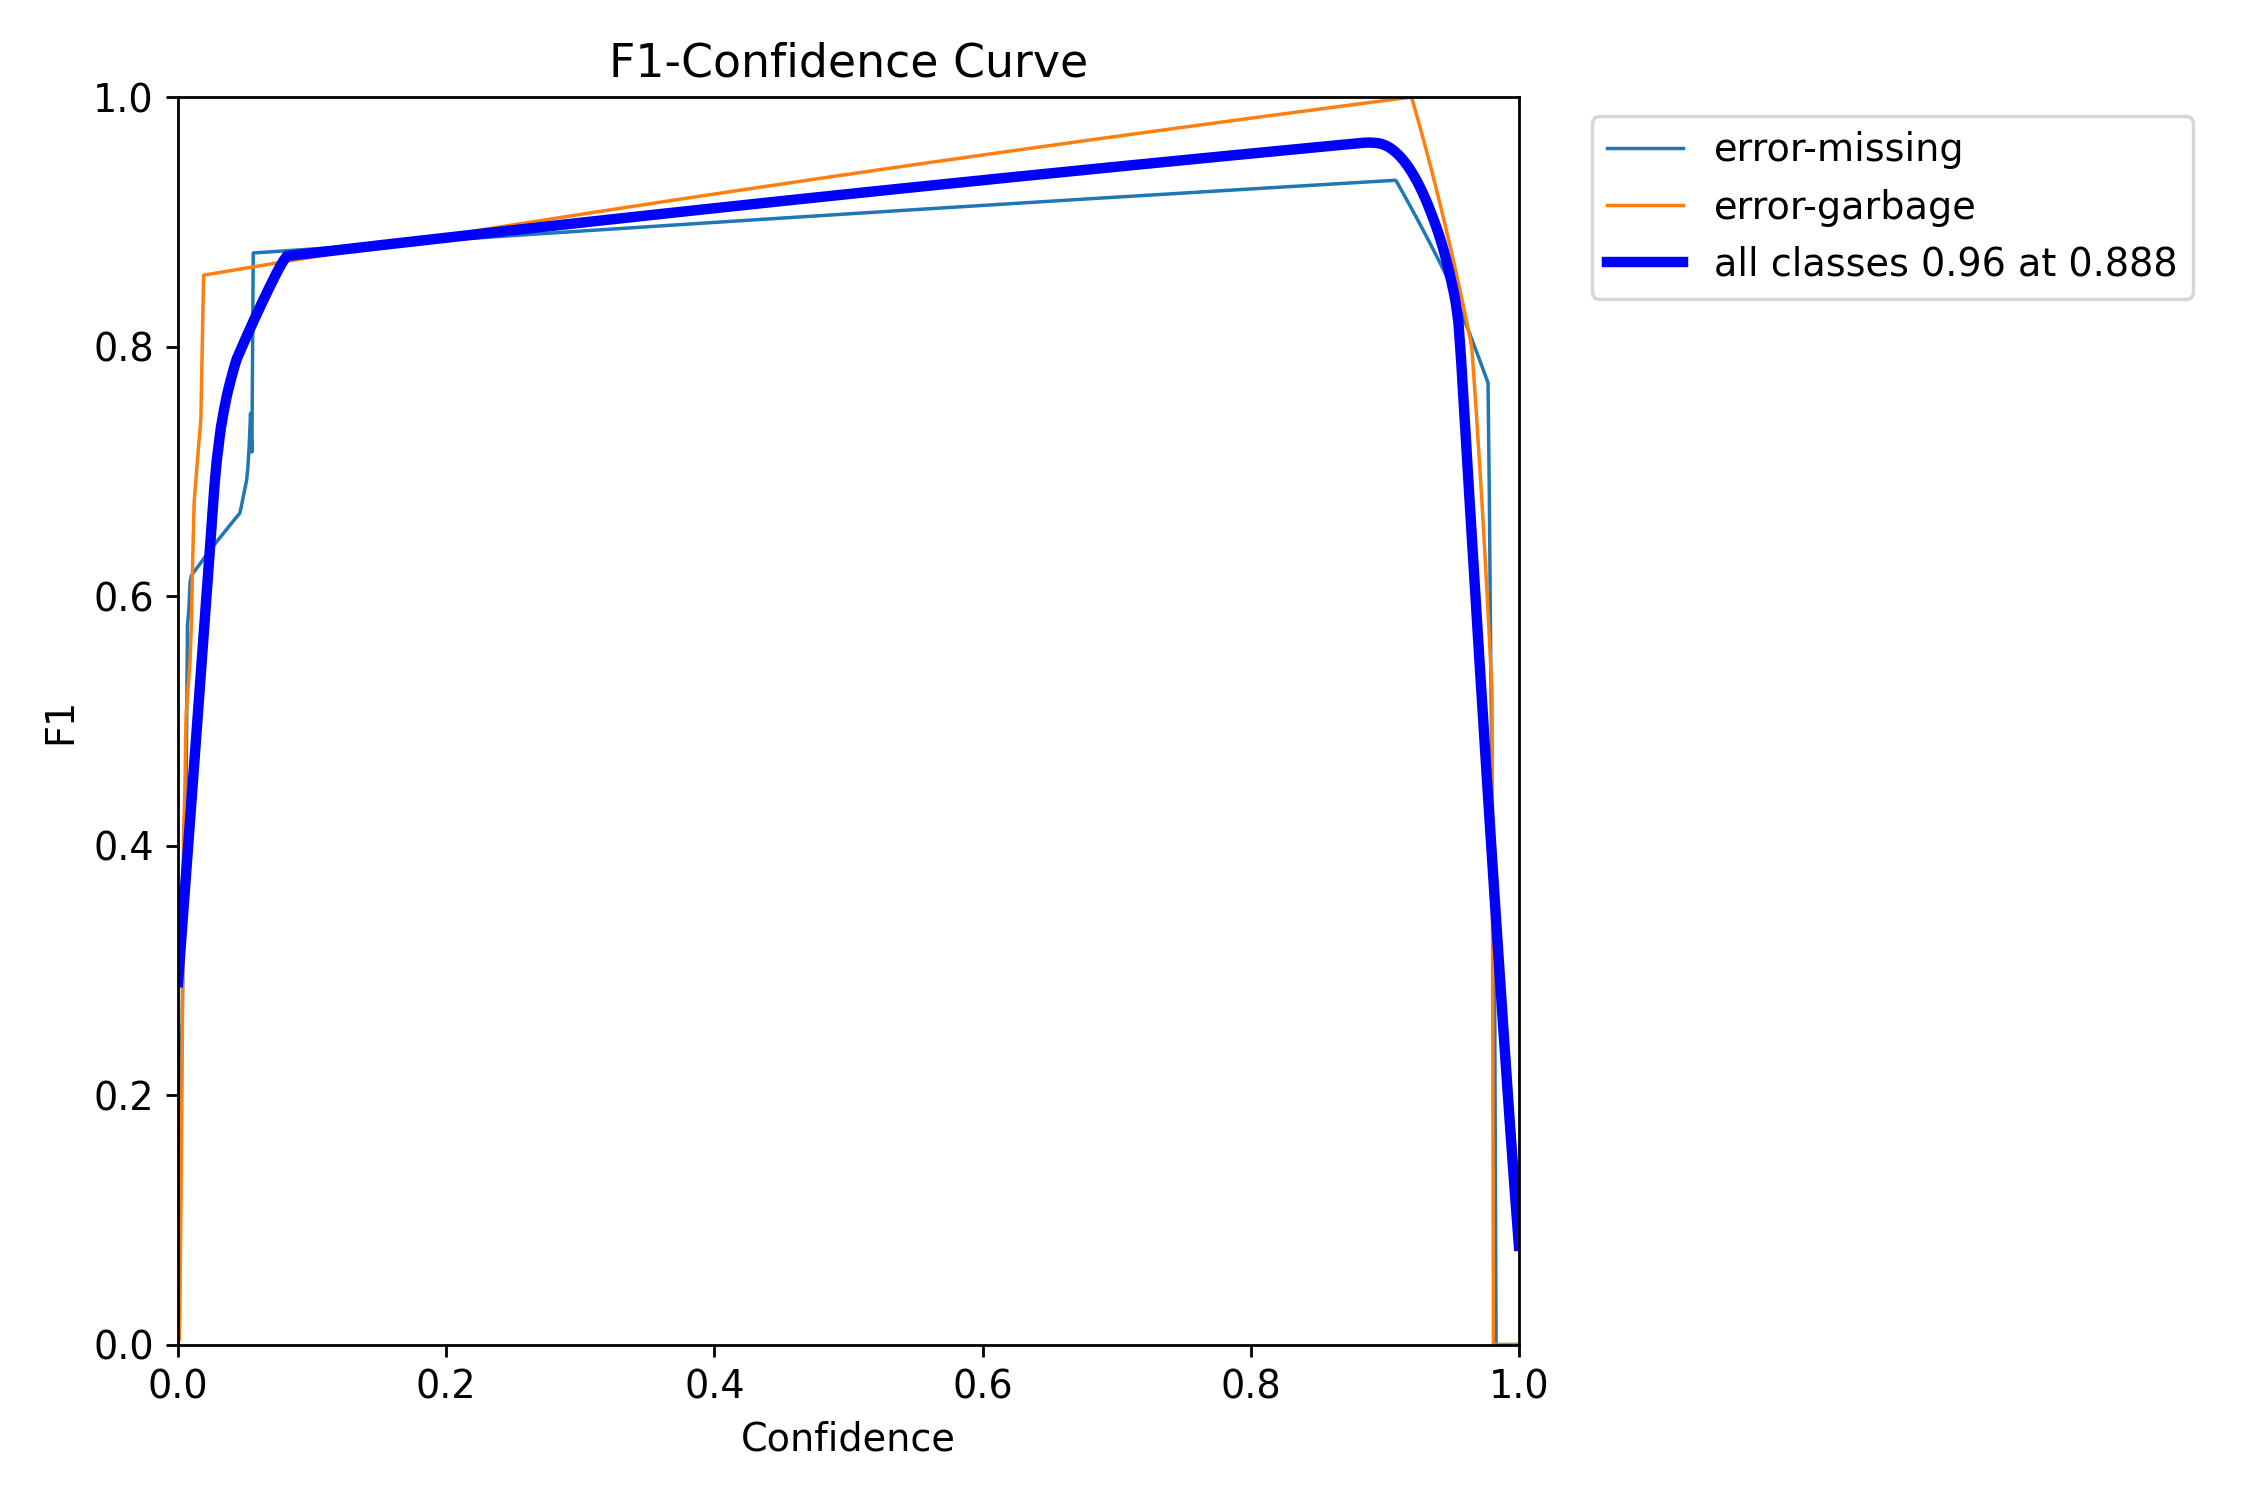 F1-Confidence Curve
1.0
0.8
0.6
0.4
0.2
0.0
F1
0.0 0.2 0.4 0.6 0.8 1.0
Confidence
error-missing
error-garbage
all classes 0.96 at 0.888